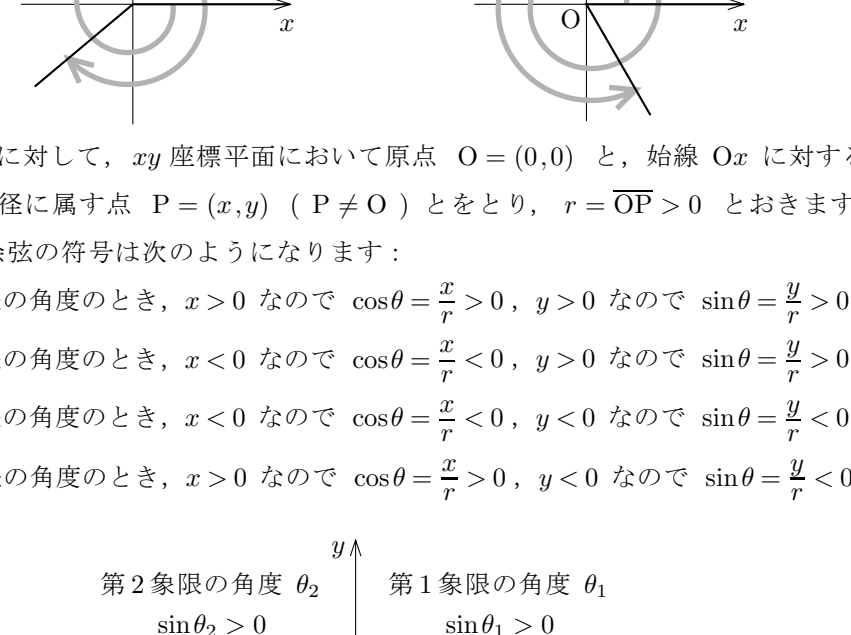 x
O x
に対して，xy 座標平面において原点 O = (0,0) と，始線 Ox に対する
径に属す点 P = (x,y) ( P ≠ O ) とをとり， r = \overline{OP} > 0 とおきます
弦の符号は次のようになります :
の角度のとき，x > 0 なので cosθ = x/r > 0 ，y > 0 なので sinθ = y/r > 0
の角度のとき，x < 0 なので cosθ = x/r < 0 ，y > 0 なので sinθ = y/r > 0
の角度のとき，x < 0 なので cosθ = x/r < 0 ，y < 0 なので sinθ = y/r < 0
の角度のとき，x > 0 なので cosθ = x/r > 0 ，y < 0 なので sinθ = y/r < 0
y
第2象限の角度 θ₂ 第1象限の角度 θ₁
sinθ₂ > 0 sinθ₁ > 0